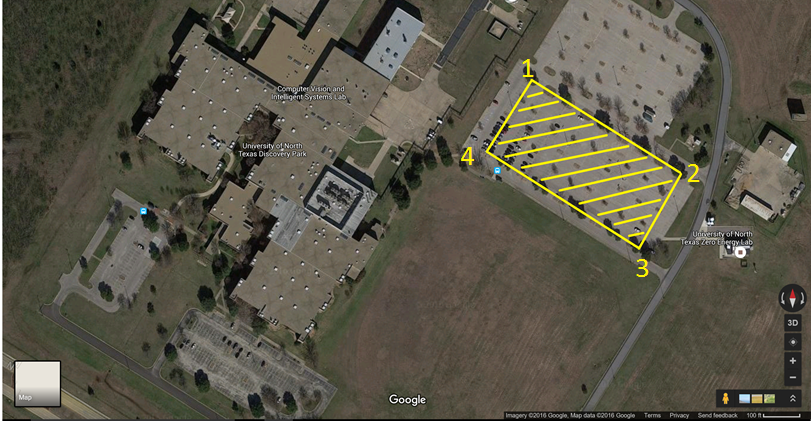 1
Computer Vision and
Intelligent Systems Lab
University of North
Texas Discovery Park
4
2
University of North
Texas Zero Energy Lab
3
3D
+
−
Map
Google
Imagery ©2016 Google, Map data ©2016 Google Terms Privacy Send feedback 100 ft